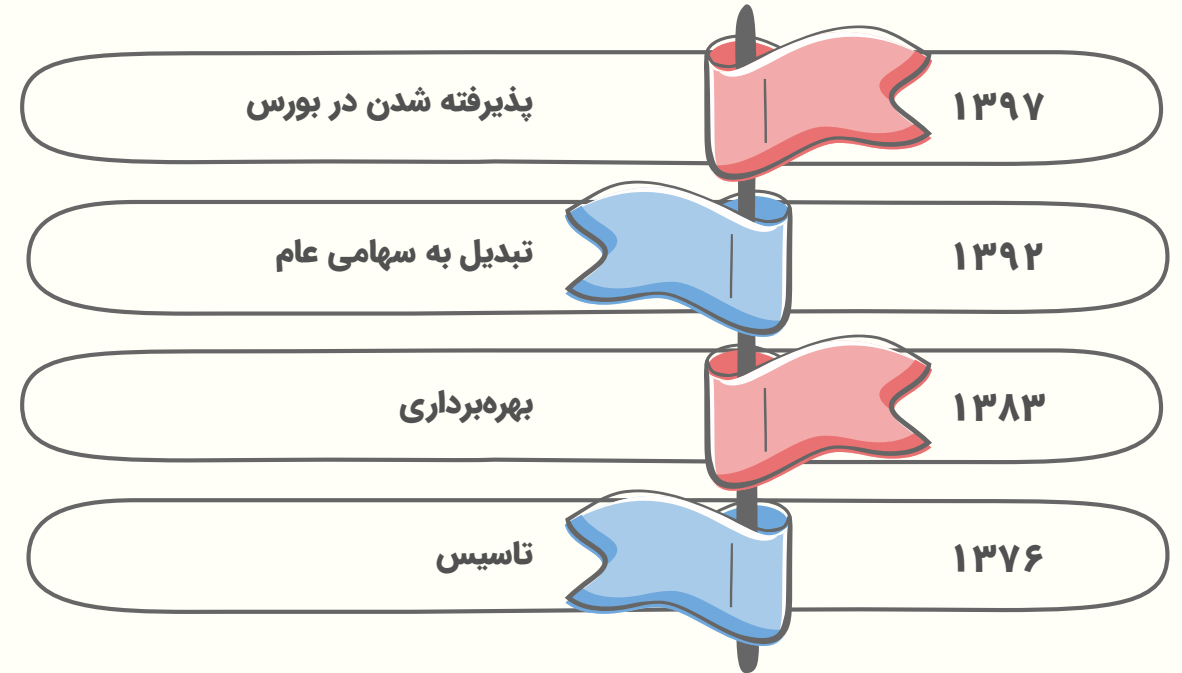 ۱۳۹۷
پذیرفته شدن در بورس
۱۳۹۲
تبدیل به سهامی عام
۱۳۸۳
بهره‌برداری
۱۳۷۶
تاسیس